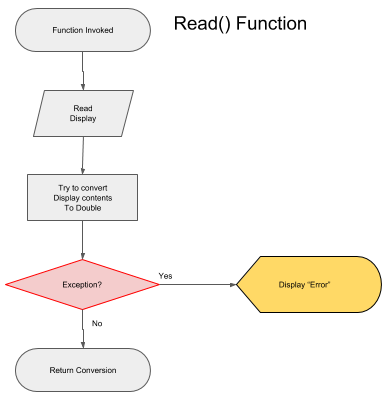 Read() Function
Function Invoked
Read
Display
Try to convert
Display contents
To Double
Exception?
Yes
Display “Error”
No
Return Conversion